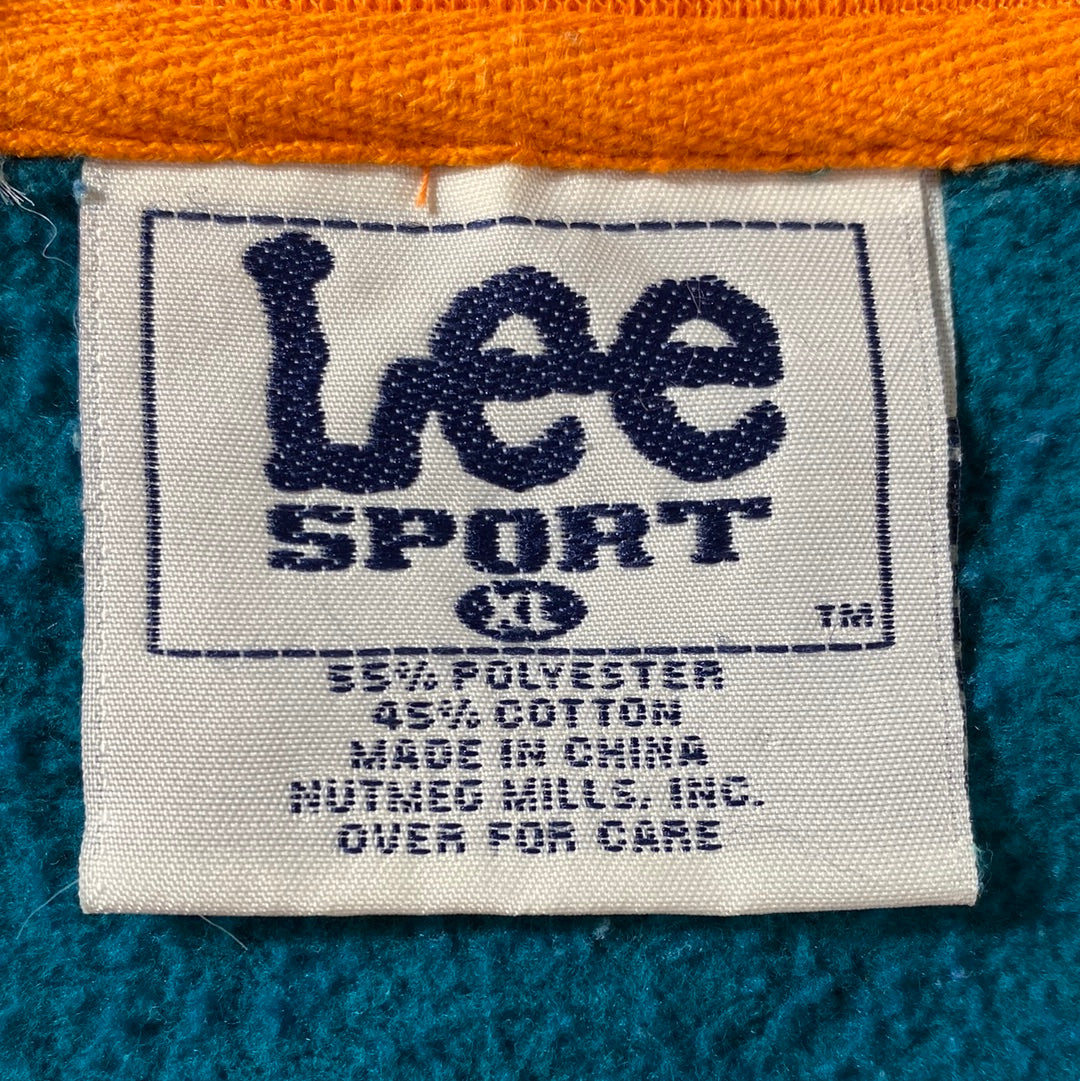 Lee
SPORT
XL
TM
55% POLYESTER
45% COTTON
MADE IN CHINA
NUTMEG MILLS, INC.
OVER FOR CARE